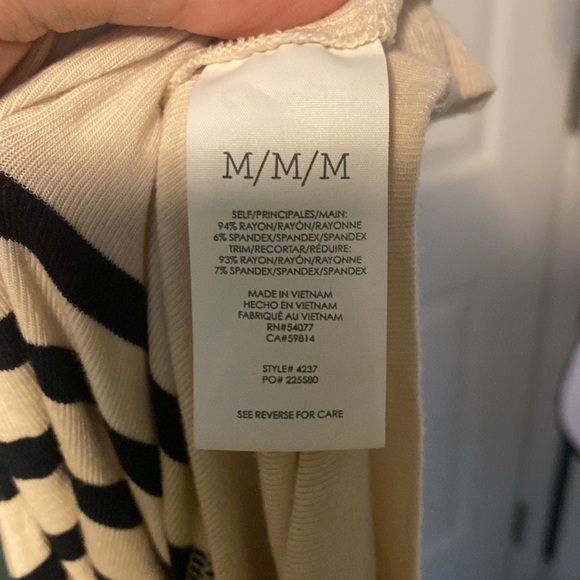 M/M/M
SELF/PRINCIPALES/MAIN:
94% RAYON/RAYÓN/RAYONNE
6% SPANDEX/SPANDEX/SPANDEX
TRIM/RECORTAR/RÉDUIRE:
93% RAYON/RAYÓN/RAYONNE
7% SPANDEX/SPANDEX/SPANDEX
MADE IN VIETNAM
HECHO EN VIETNAM
FABRIQUÉ AU VIETNAM
RN#54077
CA#59814
STYLE# 4237
PO# 225580
SEE REVERSE FOR CARE